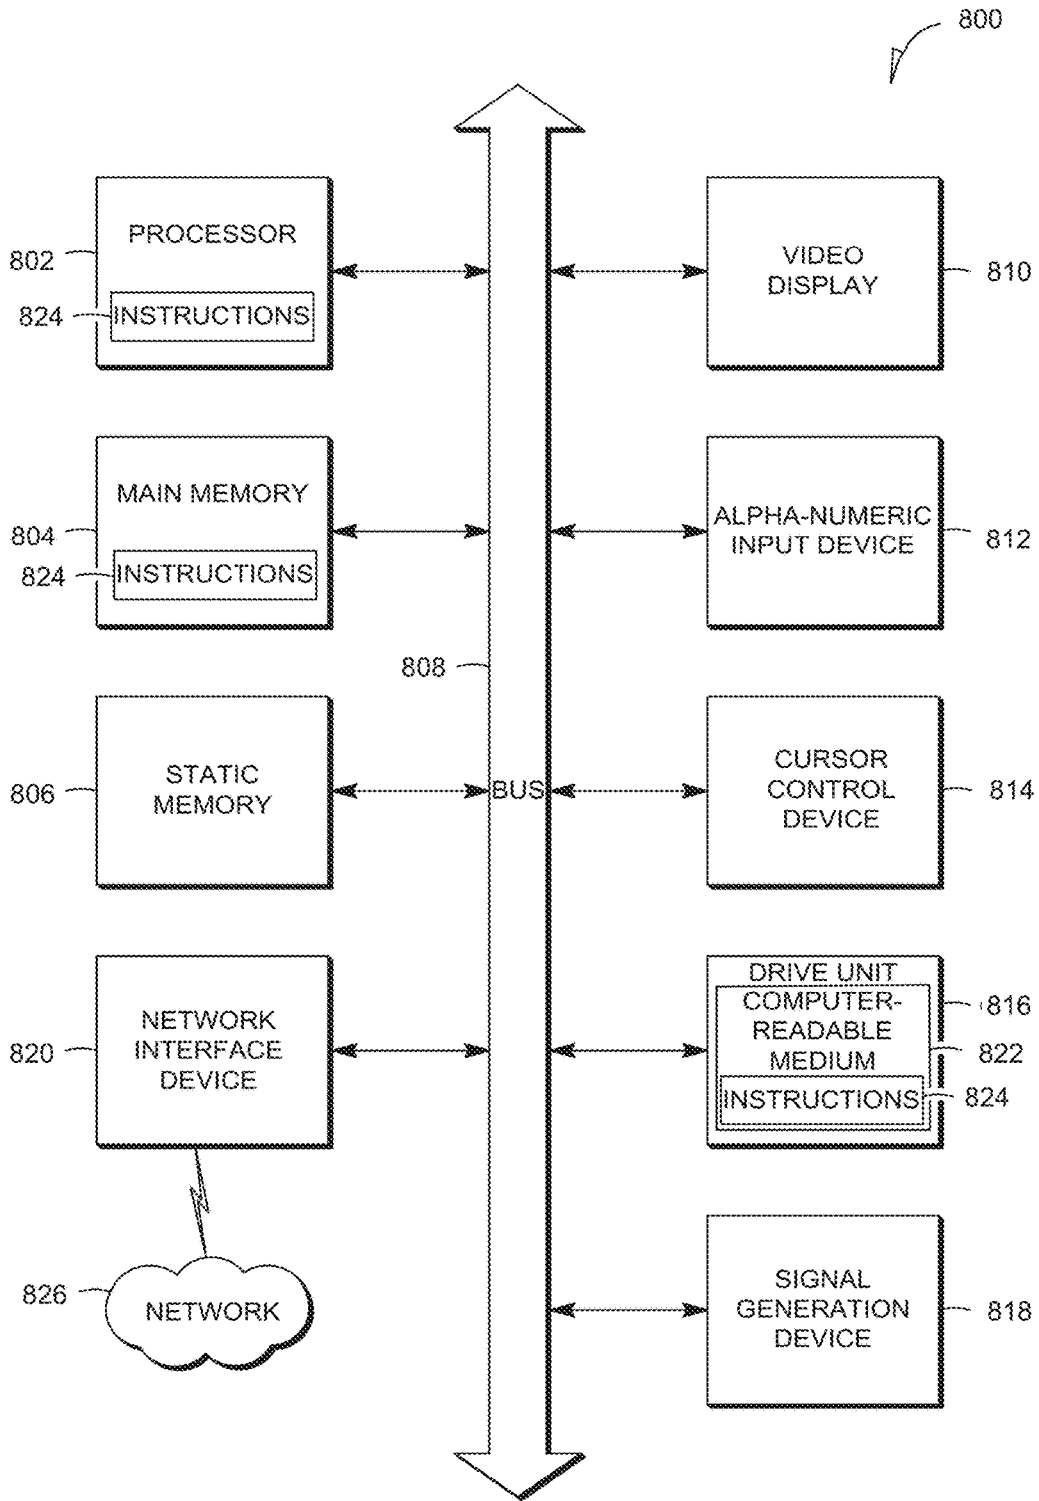 800
PROCESSOR
802
824
INSTRUCTIONS
VIDEO
DISPLAY
810
MAIN MEMORY
804
824
INSTRUCTIONS
ALPHA-NUMERIC
INPUT DEVICE
812
808
STATIC
MEMORY
806
BUS
CURSOR
CONTROL
DEVICE
814
NETWORK
INTERFACE
DEVICE
820
DRIVE UNIT
816
COMPUTER-
READABLE
MEDIUM
822
INSTRUCTIONS
824
826
NETWORK
SIGNAL
GENERATION
DEVICE
818